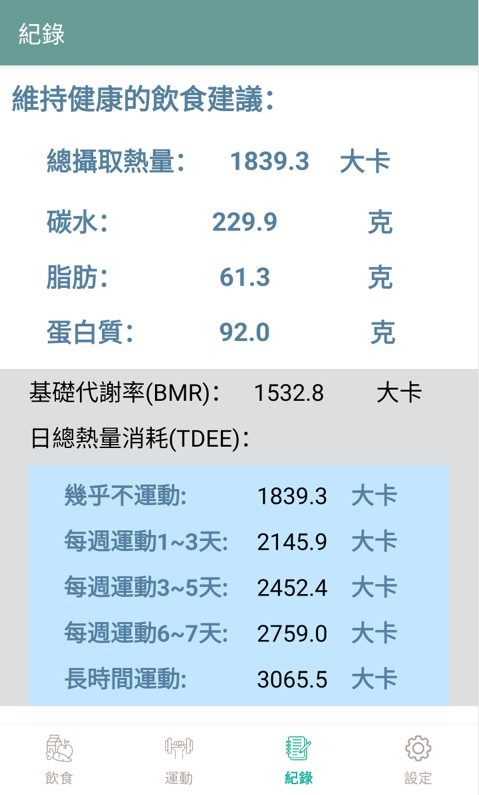 紀錄
維持健康的飲食建議：
總攝取熱量： 1839.3 大卡
碳水： 229.9 克
脂肪： 61.3 克
蛋白質： 92.0 克
基礎代謝率(BMR)： 1532.8 大卡
日總熱量消耗(TDEE)：
幾乎不運動: 1839.3 大卡
每週運動1~3天: 2145.9 大卡
每週運動3~5天: 2452.4 大卡
每週運動6~7天: 2759.0 大卡
長時間運動: 3065.5 大卡
飲食 運動 紀錄 設定